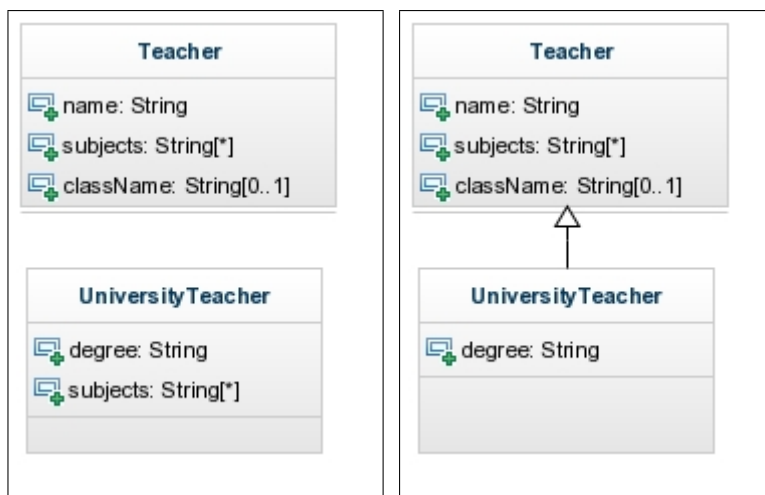 Teacher
name: String
subjects: String[*]
className: String[0..1]
UniversityTeacher
degree: String
subjects: String[*]
Teacher
name: String
subjects: String[*]
className: String[0..1]
UniversityTeacher
degree: String